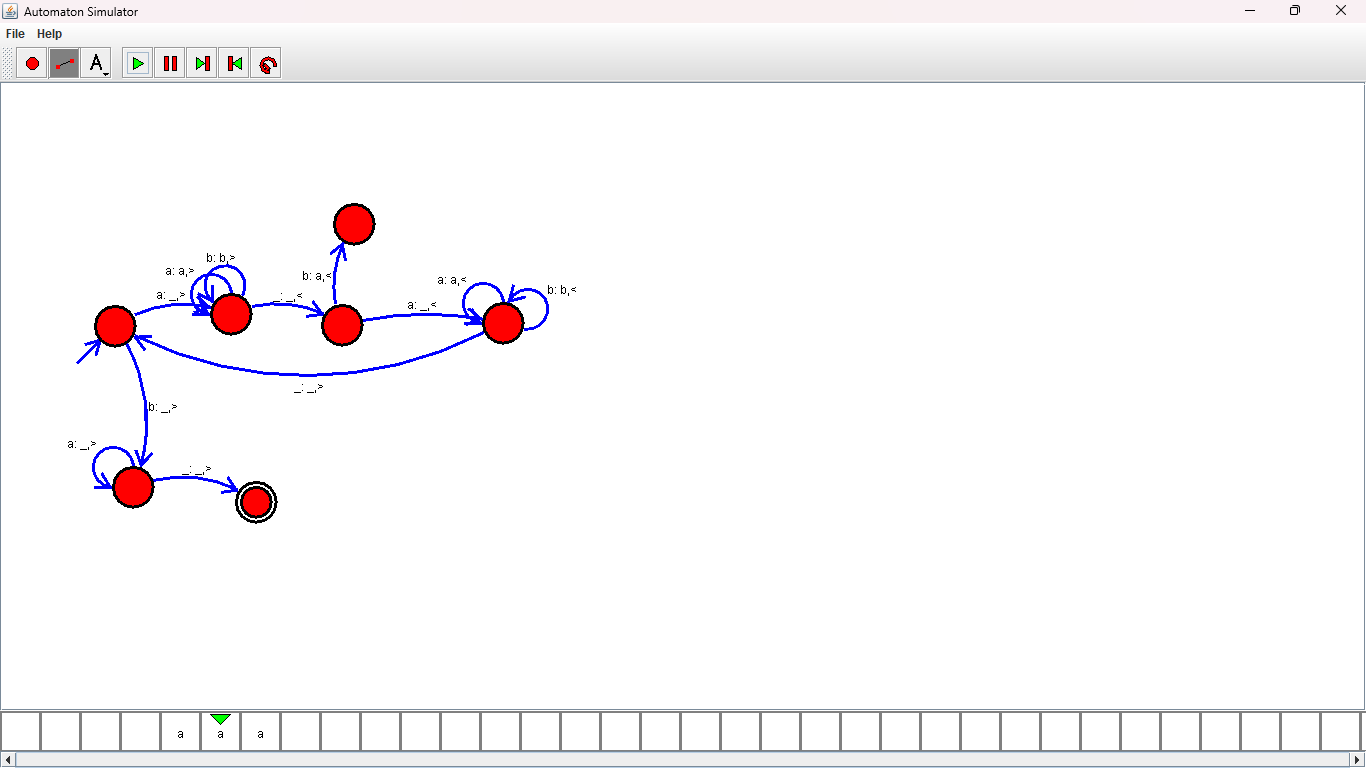 Automaton Simulator
File Help
A
b: b,>
a: a,>
a: _,>
_: _,<
b: a,<
a: a,<
b: b,<
a: _,<
_: _,>
b: _,>
a: _,>
_: _,>
a a a